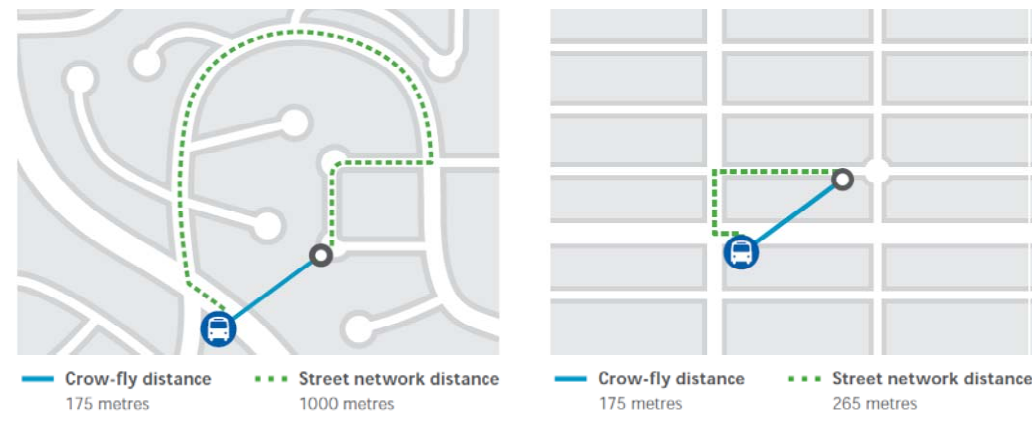 Crow-fly distance Street network distance Crow-fly distance Street network distance
175 metres 1000 metres 175 metres 265 metres